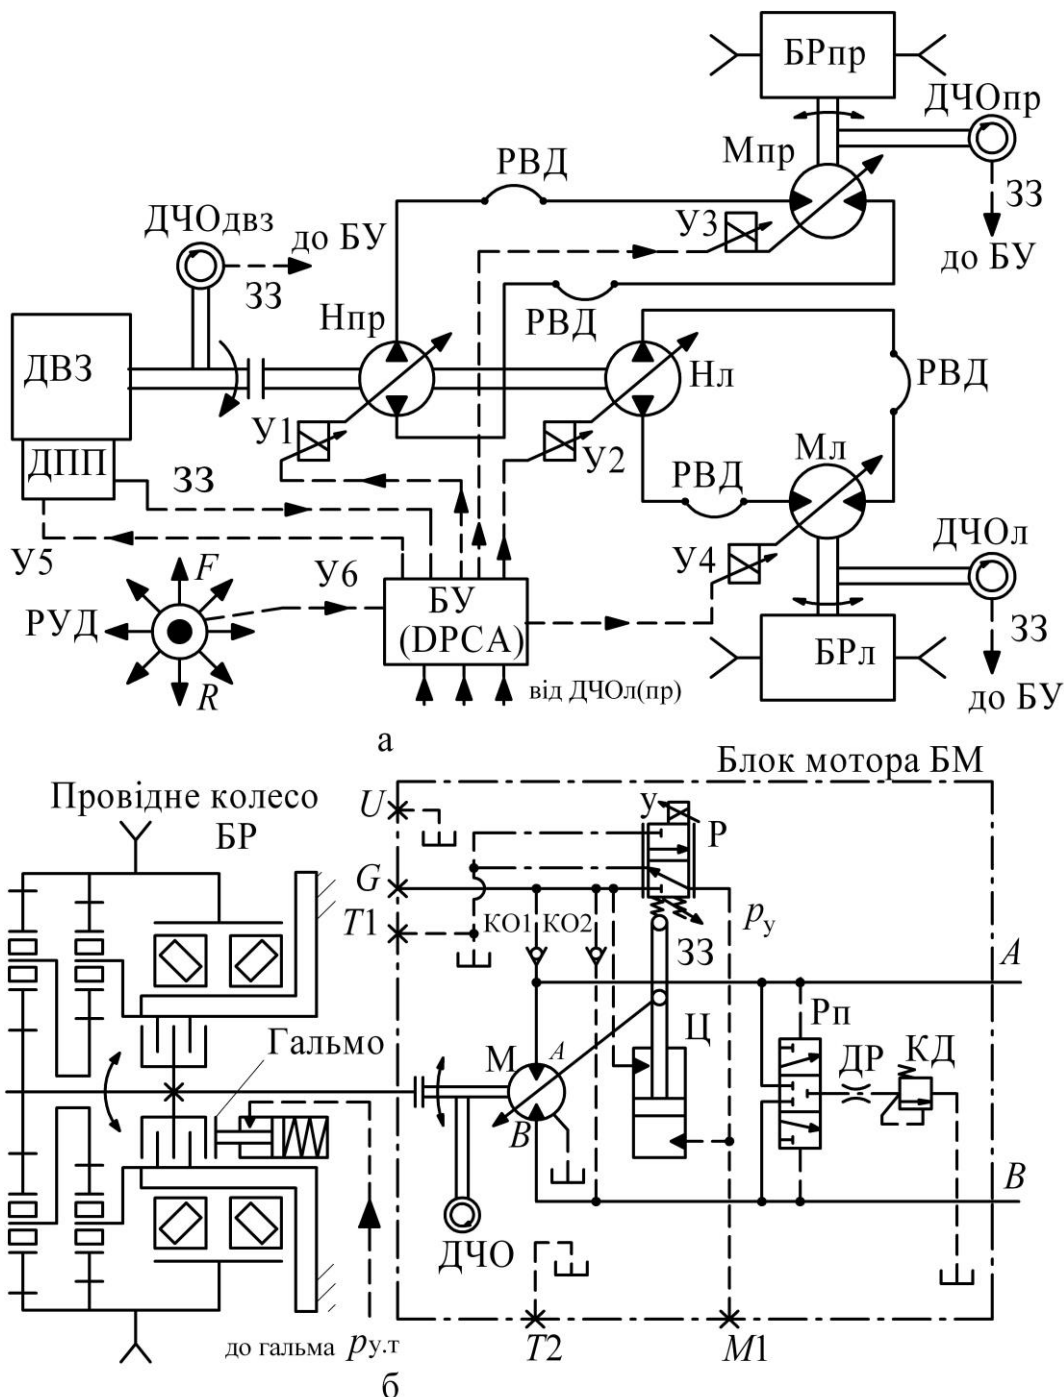 БРпр
ДЧОпр
РВД
Мпр
ДЧОдвз
до БУ
У3
ЗЗ
ЗЗ
до БУ
Нпр
РВД
ДВЗ
Нл
РВД
У1
ДПП
ЗЗ
У2
РВД
Мл
ДЧОл
У5
F
У6
У4
РУД
БУ
(DPCA)
ЗЗ
БРл
R
від ДЧОл(пр)
до БУ
а
Блок мотора БМ
Провідне колесо
БР
U
у
Р
G
T1
КО1
КО2
pу
ЗЗ
A
Гальмо
М
A
Ц
Рп
ДР
КД
B
B
ДЧО
до гальма pу.т
T2
M1
б